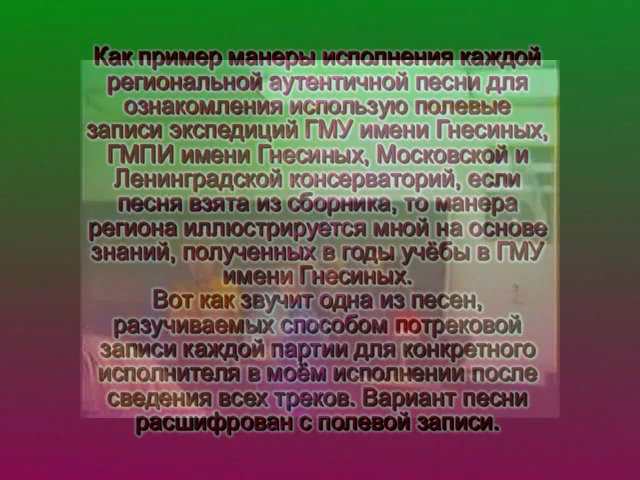 Как пример манеры исполнения каждой
региональной аутентичной песни для
ознакомления использую полевые
записи экспедиций ГМУ имени Гнесиных,
ГМПИ имени Гнесиных, Московской и
Ленинградской консерваторий, если
песня взята из сборника, то манера
региона иллюстрируется мной на основе
знаний, полученных в годы учёбы в ГМУ
имени Гнесиных.
Вот как звучит одна из песен,
разучиваемых способом потрековой
записи каждой партии для конкретного
исполнителя в моём исполнении после
сведения всех треков. Вариант песни
расшифрован с полевой записи.